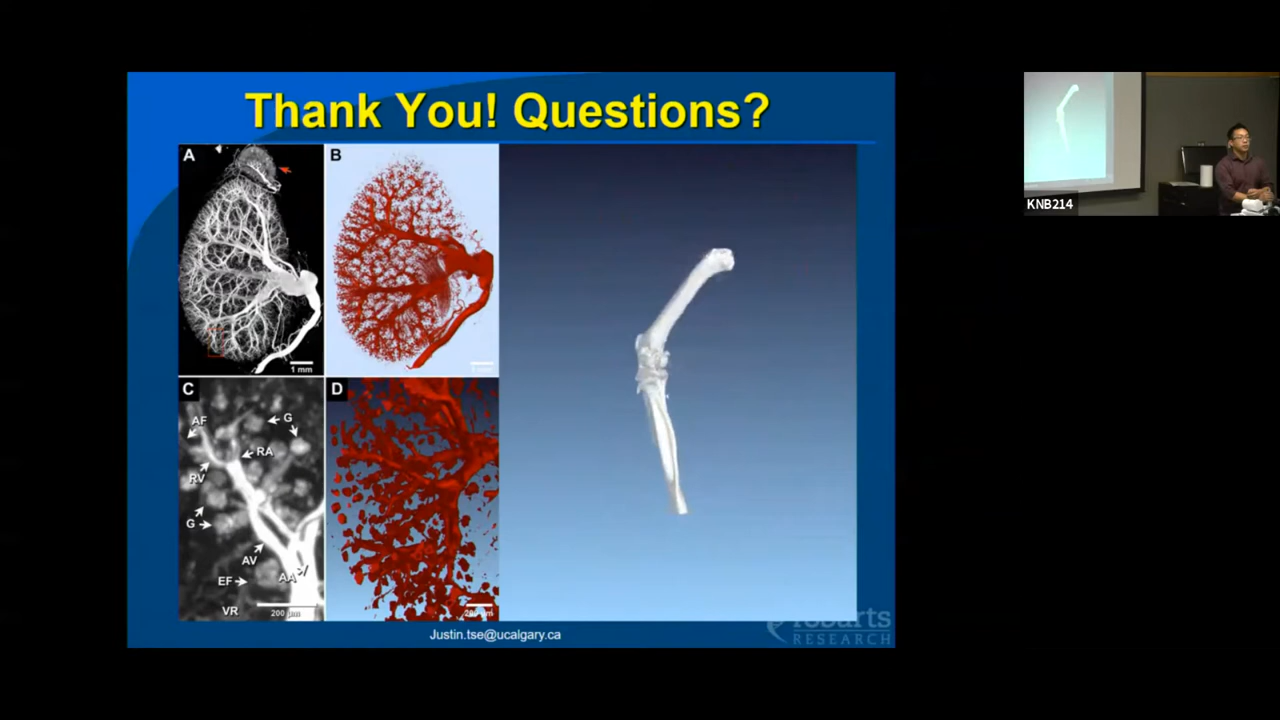 Thank You! Questions?
A
B
1 mm
C
D
AF
G
RA
RV
G
AV
EF
AA
VR
200 µm
Justin.tse@ucalgary.ca
robarts
RESEARCH
KNB214